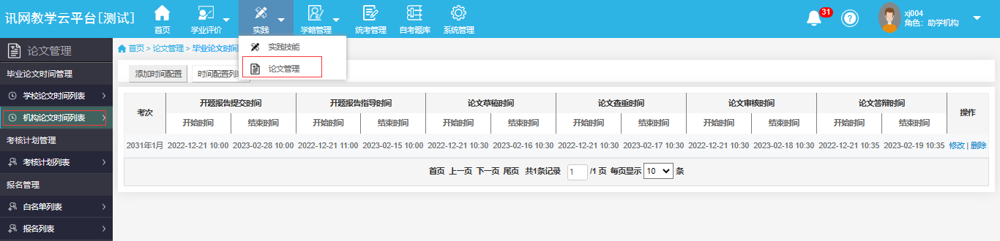 讯网教学云平台[测试]
首页
学业评价
实践
学籍管理
统考管理
自考题库
系统管理
31
xj004
角色：助学机构
论文管理
毕业论文时间管理
学校论文时间列表
机构论文时间列表
考核计划管理
考核计划列表
报名管理
白名单列表
报名列表
首页 > 论文管理 > 毕业论文时间
实践技能
论文管理
添加时间配置 时间配置列表
考次 开题报告提交时间 开题报告指导时间 论文草稿时间 论文查重时间 论文审核时间 论文答辩时间 操作
开始时间 结束时间 开始时间 结束时间 开始时间 结束时间 开始时间 结束时间 开始时间 结束时间 开始时间 结束时间
2031年1月 2022-12-21 10:00 2023-02-28 10:00 2022-12-21 11:00 2023-02-15 10:00 2022-12-21 10:30 2023-02-16 10:30 2022-12-21 10:30 2023-02-17 10:30 2022-12-21 10:30 2023-02-18 10:30 2022-12-21 10:35 2023-02-19 10:35 修改 | 删除
首页 上一页 下一页 尾页 共1条记录 1 /1 页 每页显示 10 条